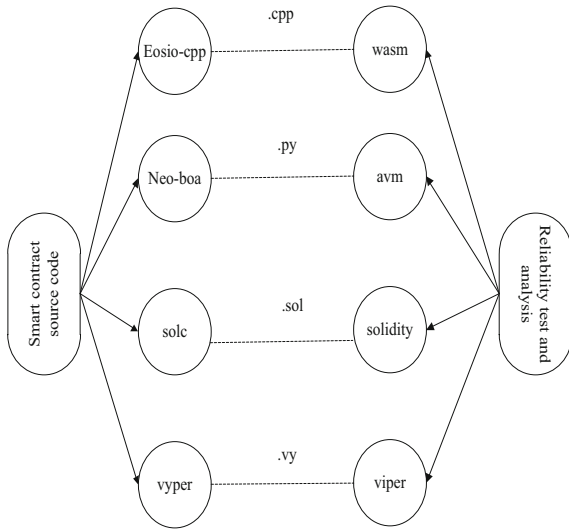 .cpp
Eosio-cpp
wasm
.py
Neo-boa
avm
Smart contract
source code
Reliability test and
analysis
.sol
solc
solidity
.vy
vyper
viper